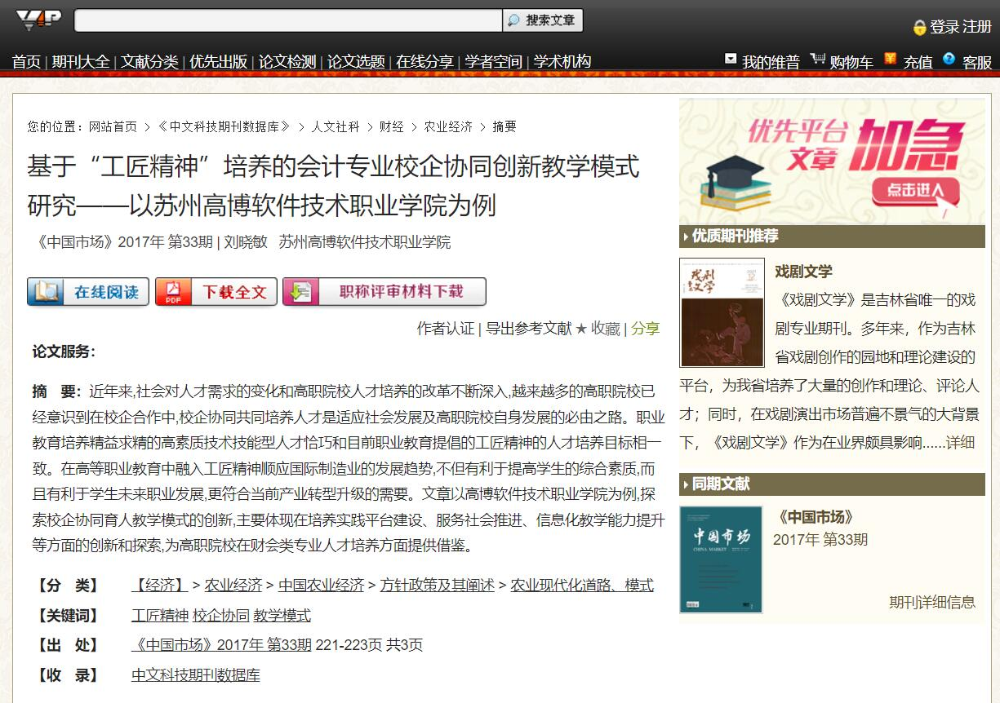 VIP
搜索文章
登录 注册
首页 | 期刊大全 | 文献分类 | 优先出版 | 论文检测 | 论文选题 | 在线分享 | 学者空间 | 学术机构
我的维普 购物车 充值 客服
您的位置：网站首页 > 《中文科技期刊数据库》 > 人文社科 > 财经 > 农业经济 > 摘要
基于“工匠精神”培养的会计专业校企协同创新教学模式
研究——以苏州高博软件技术职业学院为例
《中国市场》2017年 第33期 | 刘晓敏 苏州高博软件技术职业学院
在线阅读 PDF 下载全文 职称评审材料下载
作者认证 | 导出参考文献 ★ 收藏 | 分享
论文服务：
摘 要：近年来,社会对人才需求的变化和高职院校人才培养的改革不断深入,越来越多的高职院校已
经意识到在校企合作中,校企协同共同培养人才是适应社会发展及高职院校自身发展的必由之路。职业
教育培养精益求精的高素质技术技能型人才恰巧和目前职业教育提倡的工匠精神的人才培养目标相一
致。在高等职业教育中融入工匠精神顺应国际制造业的发展趋势,不但有利于提高学生的综合素质,而
且有利于学生未来职业发展,更符合当前产业转型升级的需要。文章以高博软件技术职业学院为例,探
索校企协同育人教学模式的创新,主要体现在培养实践平台建设、服务社会推进、信息化教学能力提升
等方面的创新和探索,为高职院校在财会类专业人才培养方面提供借鉴。
【分 类】 【经济】 > 农业经济 > 中国农业经济 > 方针政策及其阐述 > 农业现代化道路、模式
【关键词】 工匠精神 校企协同 教学模式
【出 处】 《中国市场》2017年 第33期 221-223页 共3页
【收 录】 中文科技期刊数据库
优先平台
文章
加急
点击进入
优质期刊推荐
戏剧文学
戏剧文学
《戏剧文学》是吉林省唯一的戏
剧专业期刊。多年来，作为吉林
省戏剧创作的园地和理论建设的
平台，为我省培养了大量的创作和理论、评论人
才；同时，在戏剧演出市场普遍不景气的大背景
下，《戏剧文学》作为在业界颇具影响......详细
同期文献
中国市场
CHINA MARKET
《中国市场》
2017年 第33期
期刊详细信息